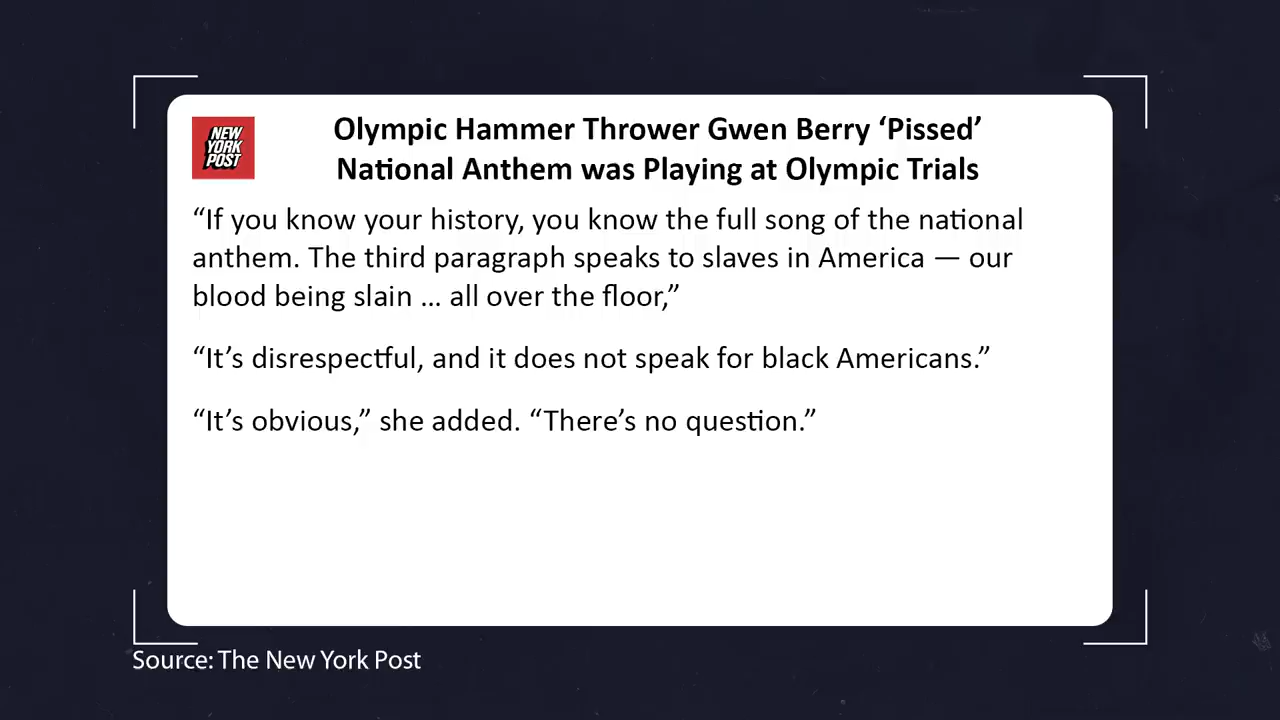 NEW
YORK
POST
Olympic Hammer Thrower Gwen Berry ‘Pissed’
National Anthem was Playing at Olympic Trials
“If you know your history, you know the full song of the national
anthem. The third paragraph speaks to slaves in America — our
blood being slain ... all over the floor,”
“It’s disrespectful, and it does not speak for black Americans.”
“It’s obvious,” she added. “There’s no question.”
Source: The New York Post